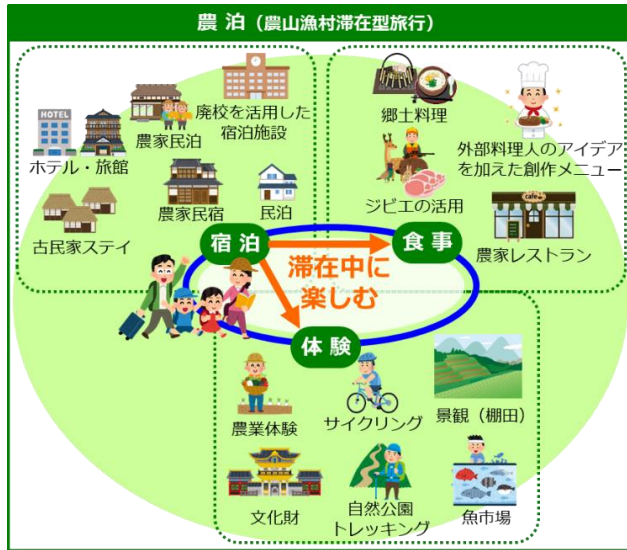 農 泊（農山漁村滞在型旅行）
廃校を活用した
宿泊施設
HOTEL
農家民泊
ホテル・旅館
農家民宿
民泊
古民家ステイ
宿 泊
郷土料理
外部料理人のアイデア
を加えた創作メニュー
ジビエの活用
cafe
農家レストラン
食 事
滞在中に
楽しむ
体 験
農業体験
サイクリング
景観（棚田）
文化財
自然公園
トレッキング
魚市場